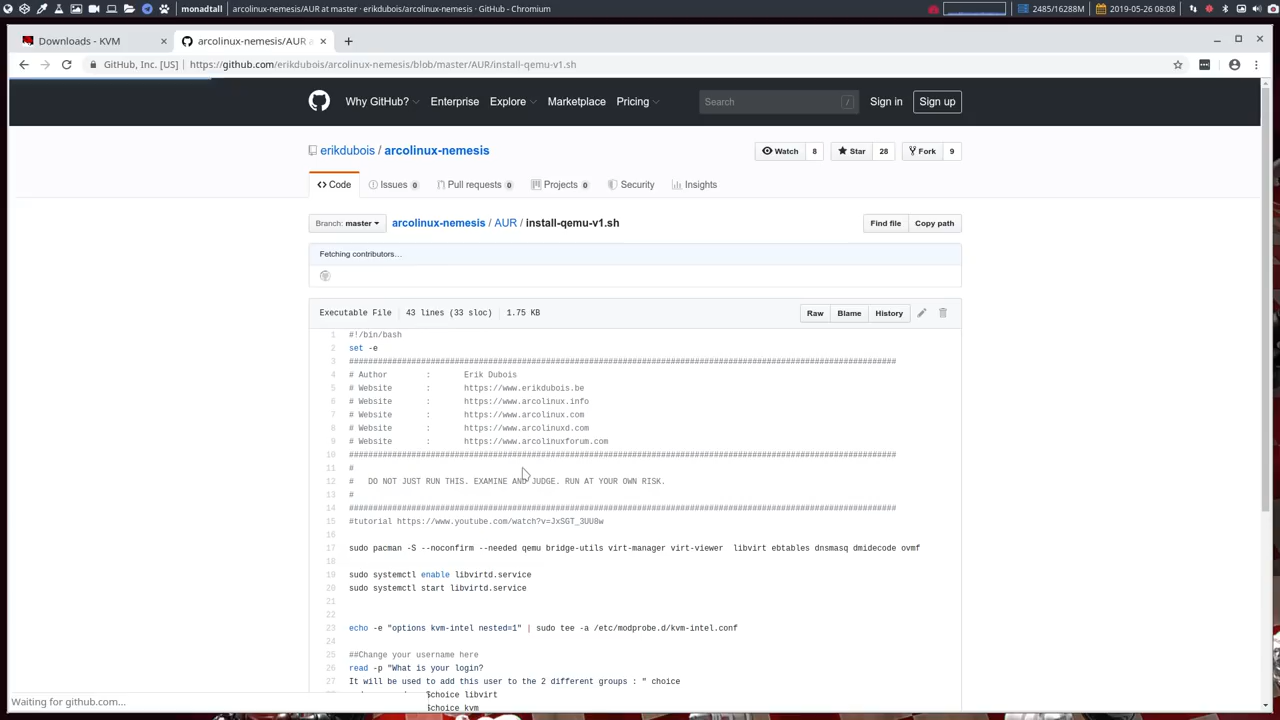 monadtall
arcolinux-nemesis/AUR at master · erikdubois/arcolinux-nemesis · GitHub - Chromium
2485/16288M
2019-05-26 08:08
Downloads - KVM
arcolinux-nemesis/AUR a
GitHub, Inc. [US]
https://github.com/erikdubois/arcolinux-nemesis/blob/master/AUR/install-qemu-v1.sh
Why GitHub?
Enterprise
Explore
Marketplace
Pricing
Search
/
Sign in
Sign up
erikdubois / arcolinux-nemesis
Watch 8
Star 28
Fork 9
Code
Issues 0
Pull requests 0
Projects 0
Security
Insights
Branch: master
arcolinux-nemesis / AUR / install-qemu-v1.sh
Find file
Copy path
Fetching contributors…
Executable File
43 lines (33 sloc)
1.75 KB
Raw
Blame
History
1 #!/bin/bash
2 set -e
3 ##################################################################################################################
4 # Author : Erik Dubois
5 # Website : https://www.erikdubois.be
6 # Website : https://www.arcolinux.info
7 # Website : https://www.arcolinux.com
8 # Website : https://www.arcolinuxd.com
9 # Website : https://www.arcolinuxforum.com
10 ##################################################################################################################
11 #
12 # DO NOT JUST RUN THIS. EXAMINE AND JUDGE. RUN AT YOUR OWN RISK.
13 #
14 ##################################################################################################################
15 #tutorial https://www.youtube.com/watch?v=JxSGT_3UU8w
16
17 sudo pacman -S --noconfirm --needed qemu bridge-utils virt-manager virt-viewer  libvirt ebtables dnsmasq dmidecode ovmf
18
19 sudo systemctl enable libvirtd.service
20 sudo systemctl start libvirtd.service
21
22
23 echo -e "options kvm-intel nested=1" | sudo tee -a /etc/modprobe.d/kvm-intel.conf
24
25 ##Change your username here
26 read -p "What is your login?
27 It will be used to add this user to the 2 different groups : " choice
$choice libvirt
$choice kvm
Waiting for github.com...